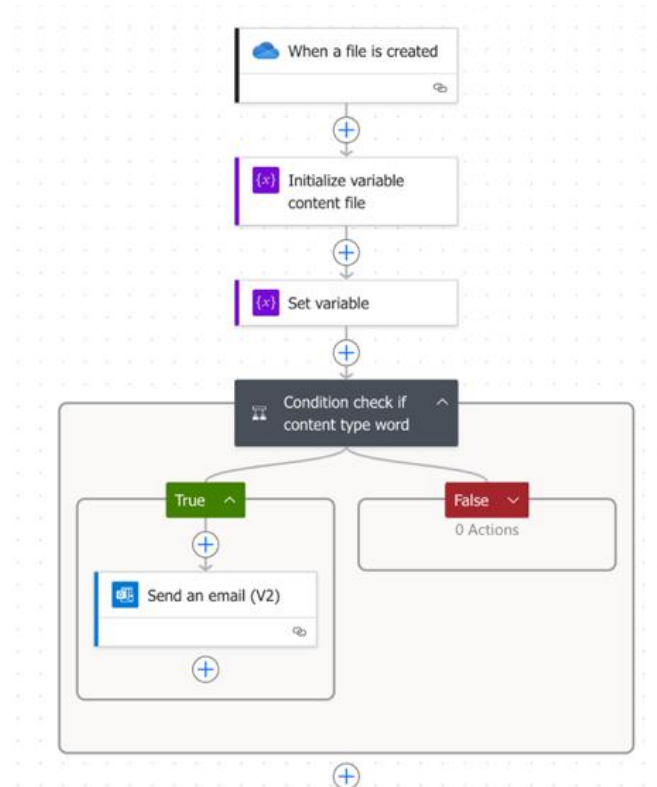 When a file is created
{x}
Initialize variable
content file
{x}
Set variable
Condition check if
content type word
True
False
0 Actions
Send an email (V2)